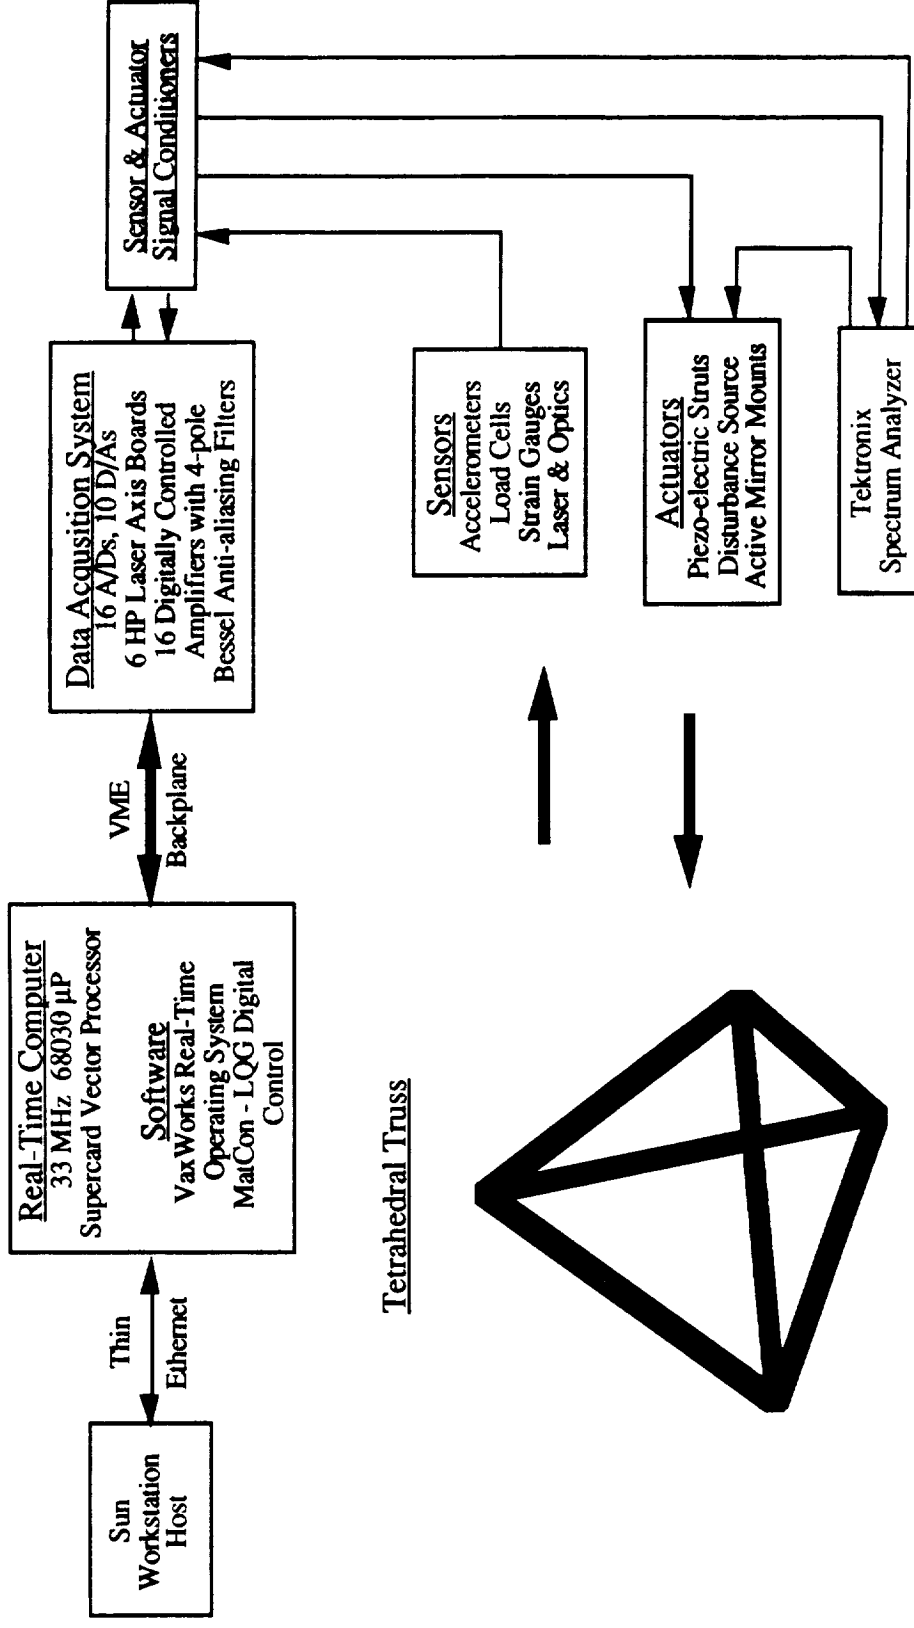 Sun
Workstation
Host
Thin
Ethernet
Real-Time Computer
33 MHz 68030 µP
Supercard Vector Processor
Software
VaxWorks Real-Time
Operating System
MatCon - LQG Digital
Control
VME
Backplane
Data Acqusition System
16 A/Ds, 10 D/As
6 HP Laser Axis Boards
16 Digitally Controlled
Amplifiers with 4-pole
Bessel Anti-aliasing Filters
Sensor & Actuator
Signal Conditioners
Tetrahedral Truss
Sensors
Accelerometers
Load Cells
Strain Gauges
Laser & Optics
Actuators
Piezo-electric Struts
Disturbance Source
Active Mirror Mounts
Tektronix
Spectrum Analyzer